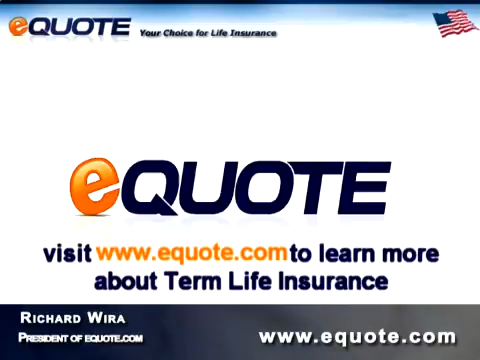 eQUOTE Your Choice for Life Insurance
eQUOTE
visit www.equote.com to learn more
about Term Life Insurance
RICHARD WIRA
PRESIDENT OF EQUOTE.COM
www.equote.com